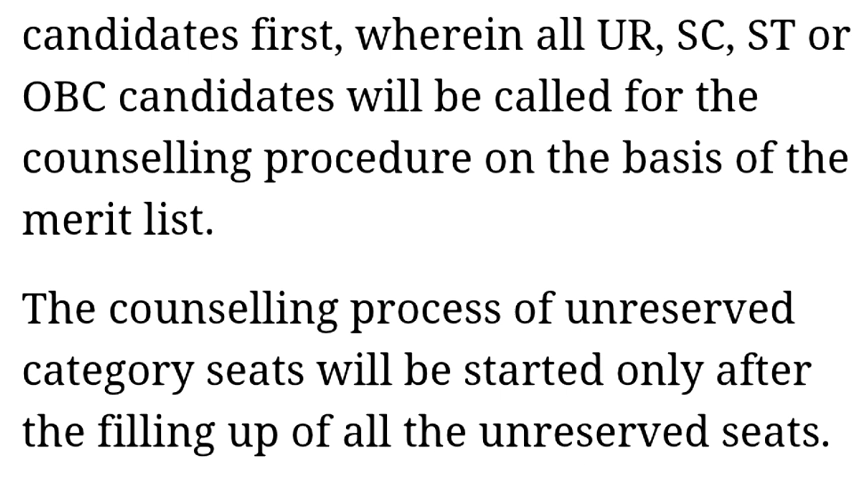 candidates first, wherein all UR, SC, ST or
OBC candidates will be called for the
counselling procedure on the basis of the
merit list.
The counselling process of unreserved
category seats will be started only after
the filling up of all the unreserved seats.